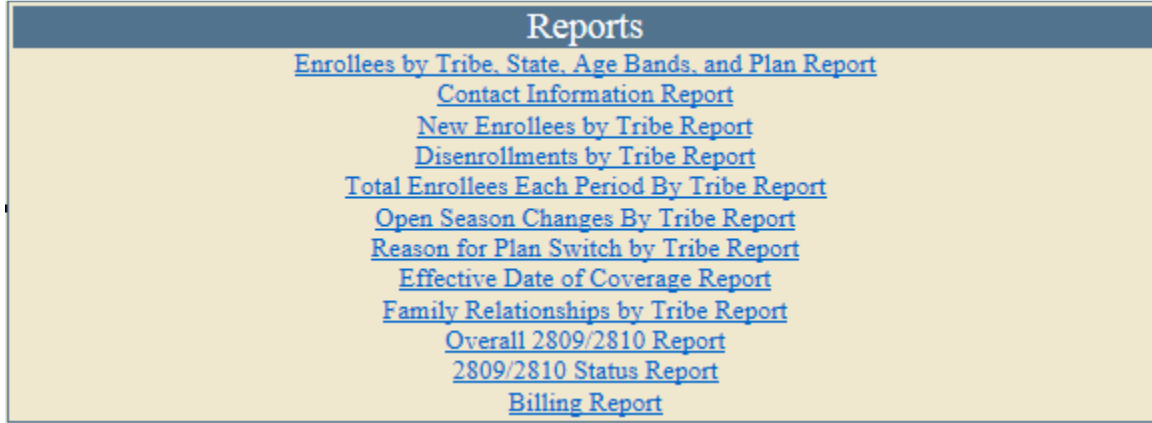 Reports
Enrollees by Tribe, State, Age Bands, and Plan Report
Contact Information Report
New Enrollees by Tribe Report
Disenrollments by Tribe Report
Total Enrollees Each Period By Tribe Report
Open Season Changes By Tribe Report
Reason for Plan Switch by Tribe Report
Effective Date of Coverage Report
Family Relationships by Tribe Report
Overall 2809/2810 Report
2809/2810 Status Report
Billing Report